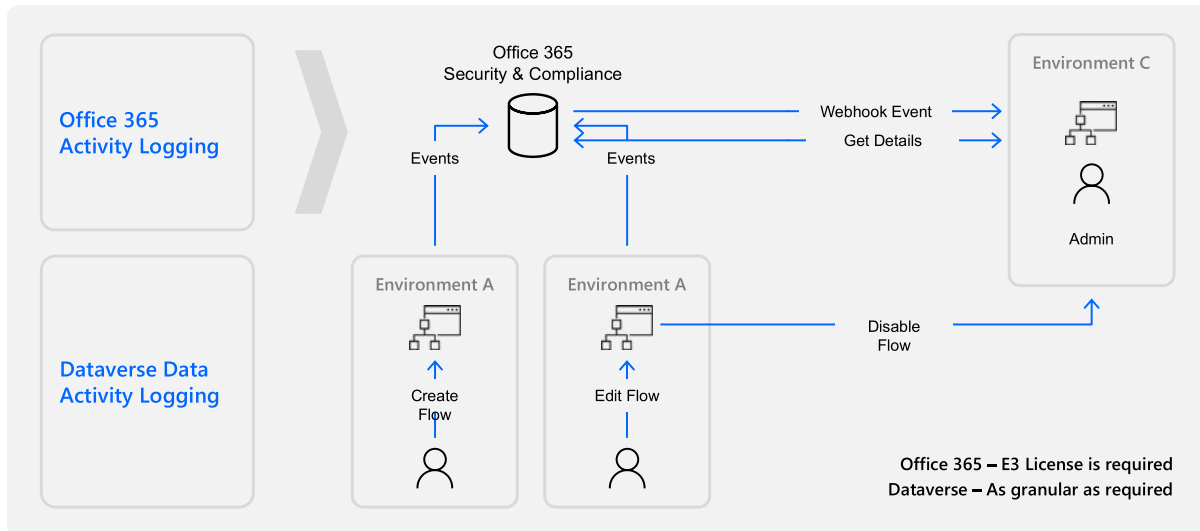 Office 365
Activity Logging
Dataverse Data
Activity Logging
Office 365
Security & Compliance
Events
Events
Webhook Event
Get Details
Environment C
Admin
Environment A
Create
Flow
Environment A
Edit Flow
Disable
Flow
Office 365 – E3 License is required
Dataverse – As granular as required